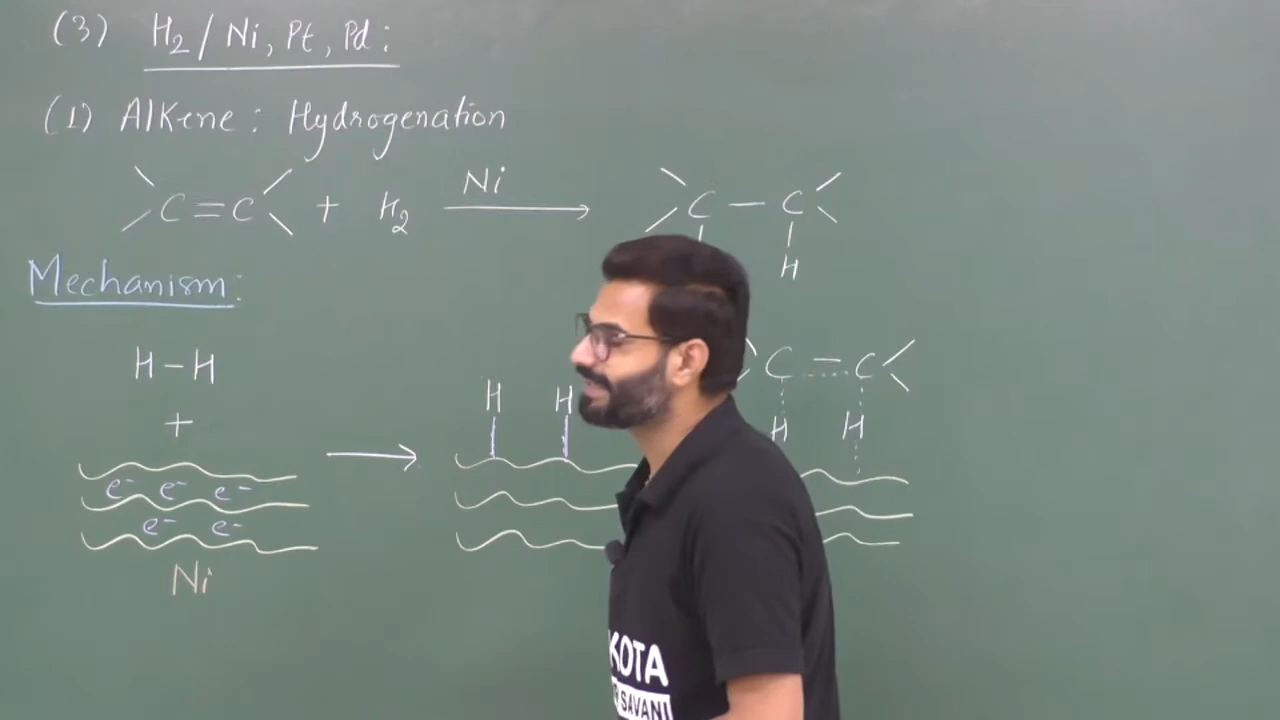 (3) H2/Ni, Pt, Pd:
(1) Alkene: Hydrogenation
C=C + H2 Ni C-C
H
Mechanism:
H-H
+
H H
C=C
H H
e- e- e-
e- e-
Ni
KOTA
SAVANI